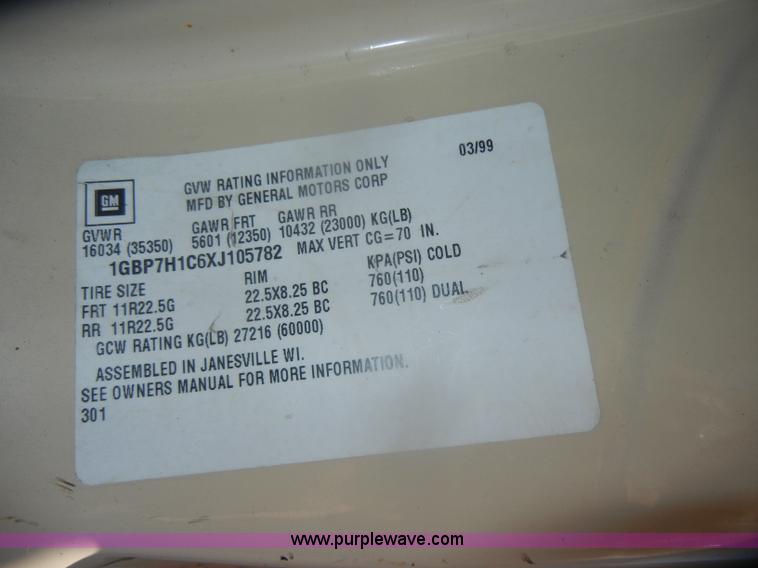 03/99
GVW RATING INFORMATION ONLY
MFD BY GENERAL MOTORS CORP
GM
GVWR GAWR FRT GAWR RR
16034 (35350) 5601 (12350) 10432 (23000) KG(LB)
1GBP7H1C6XJ105782 MAX VERT CG=70 IN.
TIRE SIZE RIM KPA(PSI) COLD
FRT 11R22.5G 22.5X8.25 BC 760(110)
RR 11R22.5G 22.5X8.25 BC 760(110) DUAL
GCW RATING KG(LB) 27216 (60000)
ASSEMBLED IN JANESVILLE WI.
SEE OWNERS MANUAL FOR MORE INFORMATION.
301
www.purplewave.com